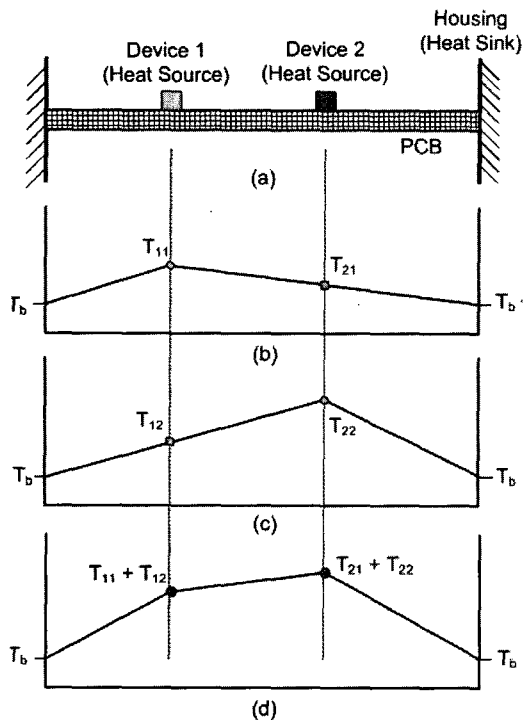 Housing
(Heat Sink)
Device 1
(Heat Source)
Device 2
(Heat Source)
PCB
(a)
T11
T21
Tb
Tb
(b)
T12
T22
Tb
Tb
(c)
T11 + T12
T21 + T22
Tb
Tb
(d)